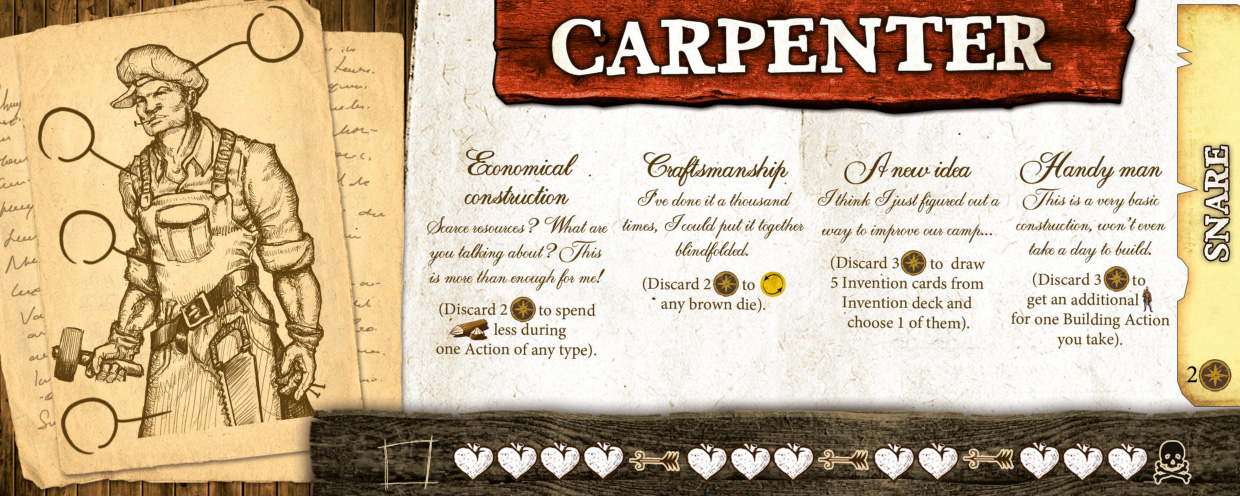 CARPENTER
Economical
construction
Scarce resources? What are
you talking about? This
is more than enough for me!
(Discard 2 to spend
less during
one Action of any type).
Craftsmanship
I've done it a thousand
times, I could put it together
blindfolded.
(Discard 2 to
any brown die).
A new idea
I think I just figured out a
way to improve our camp...
(Discard 3 to draw
5 Invention cards from
Invention deck and
choose 1 of them).
Handy man
This is a very basic
construction, won't even
take a day to build.
(Discard 3 to
get an additional
for one Building Action
you take).
SNARE
2